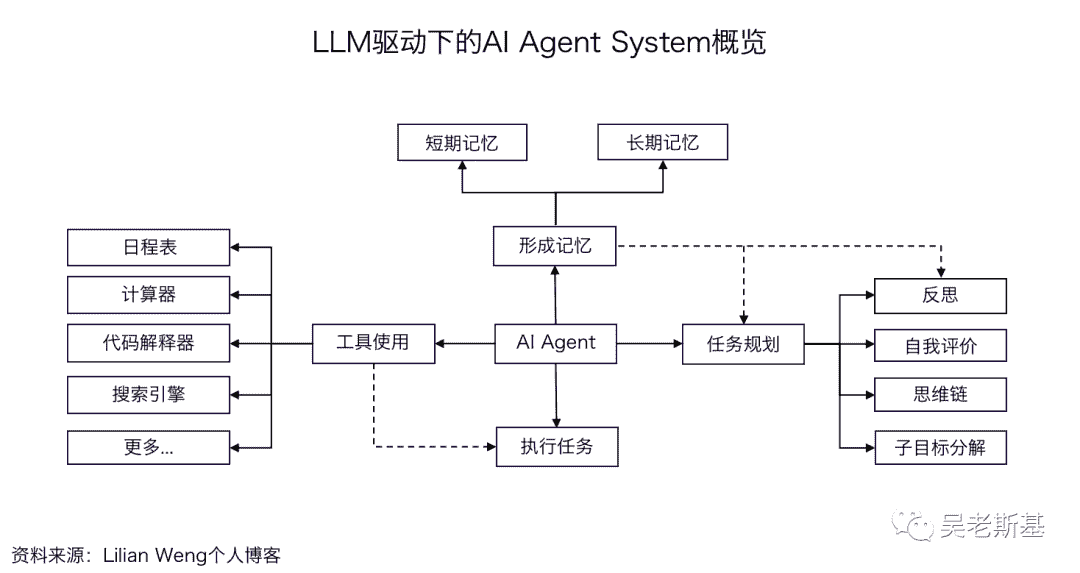 LLM驱动下的AI Agent System概览
短期记忆
长期记忆
形成记忆
日程表
计算器
代码解释器
搜索引擎
更多...
工具使用
AI Agent
任务规划
执行任务
反思
自我评价
思维链
子目标分解
吴老斯基
资料来源：Lilian Weng个人博客